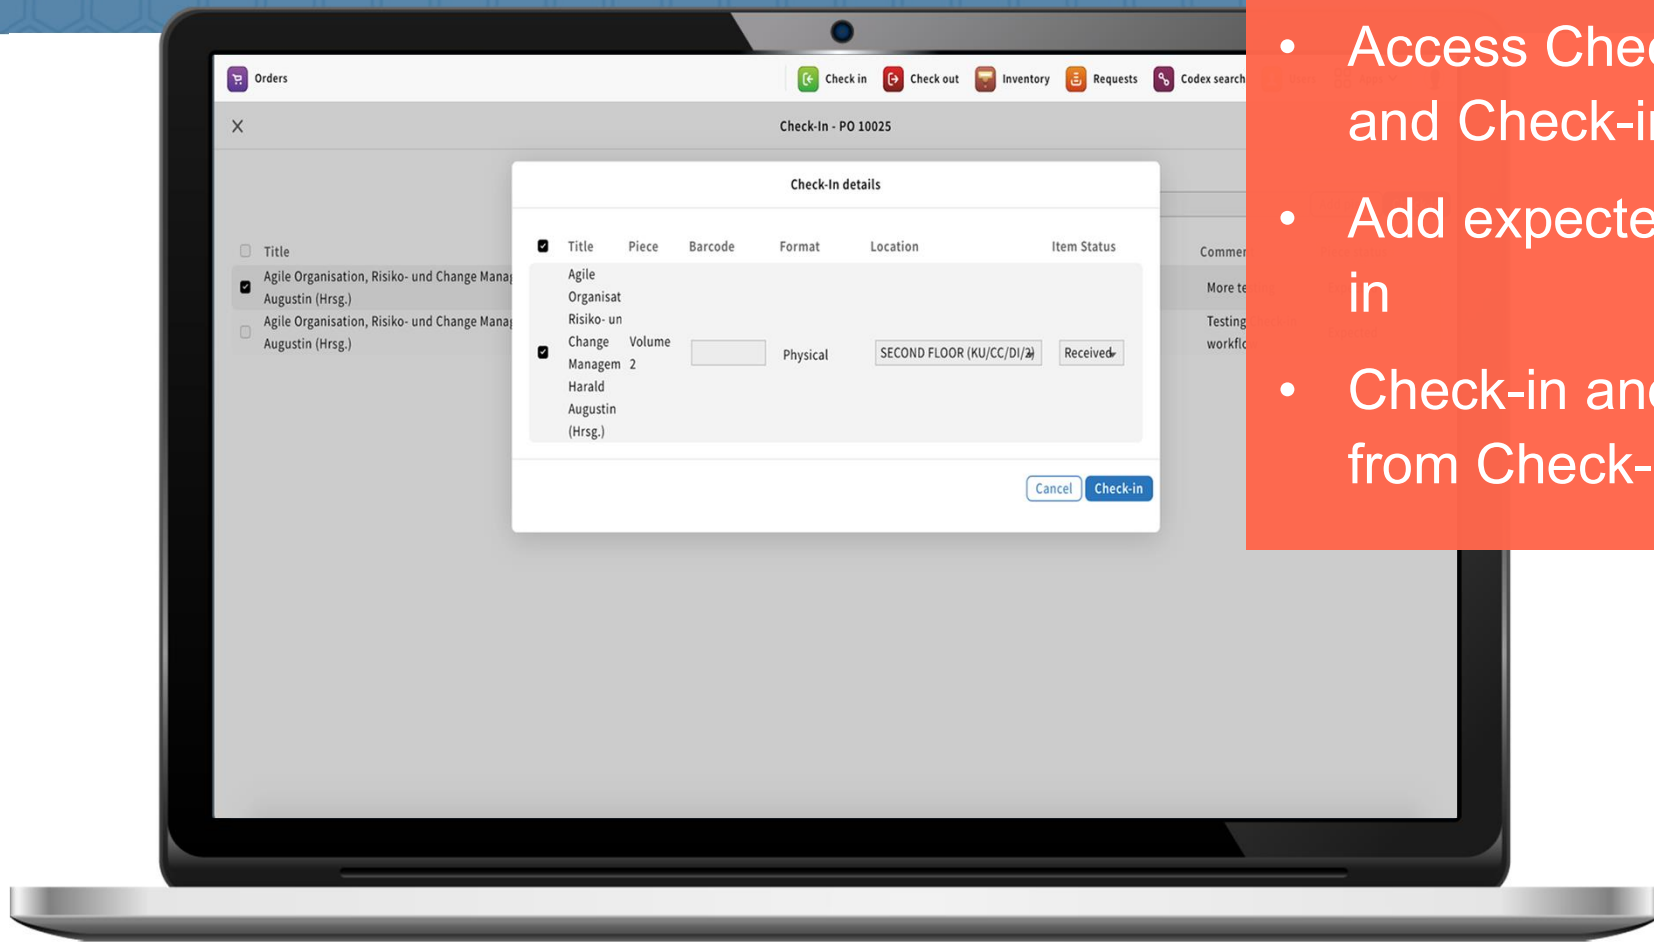 Orders
Check in
Check out
Inventory
Requests
Codex search
Check-In - PO 10025
Check-In details
Title
Piece
Barcode
Format
Location
Item Status
Agile
Organisat
Risiko- un
Change
Managem
Harald
Augustin
(Hrsg.)
Volume
2
Physical
SECOND FLOOR (KU/CC/DI/2)
Received
Cancel
Check-in
Title
Agile Organisation, Risiko- und Change Manag
Augustin (Hrsg.)
Agile Organisation, Risiko- und Change Manag
Augustin (Hrsg.)
Commen
More te
Testing
workflo
• Access Chec
and Check-in
• Add expecte
in
• Check-in and
from Check-